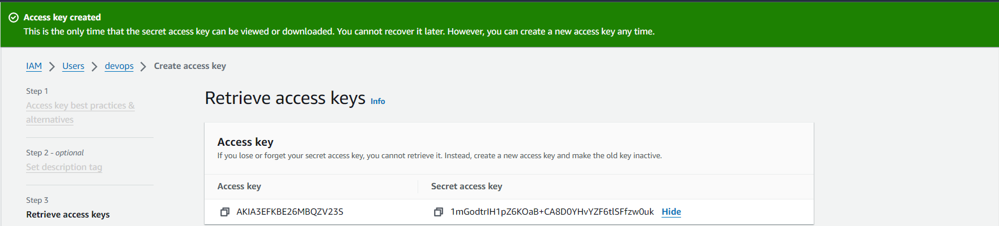 Access key created
This is the only time that the secret access key can be viewed or downloaded. You cannot recover it later. However, you can create a new access key any time.
IAM > Users > devops > Create access key
Step 1
Access key best practices &
alternatives
Step 2 - optional
Set description tag
Step 3
Retrieve access keys
Retrieve access keys Info
Access key
If you lose or forget your secret access key, you cannot retrieve it. Instead, create a new access key and make the old key inactive.
Access key Secret access key
AKIA3EFKBE26MBQZV23S 1mGodtrIH1pZ6KOaB+CA8D0YHvYZF6tlSFfzw0uk Hide